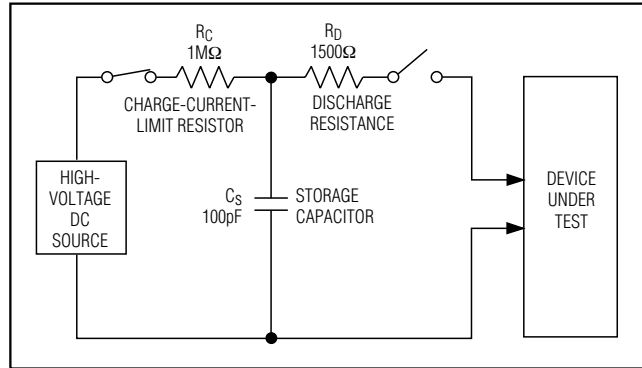 R_C
1MΩ
CHARGE-CURRENT-
LIMIT RESISTOR
R_D
1500Ω
DISCHARGE
RESISTANCE
HIGH-
VOLTAGE
DC
SOURCE
C_S
100pF
STORAGE
CAPACITOR
DEVICE
UNDER
TEST